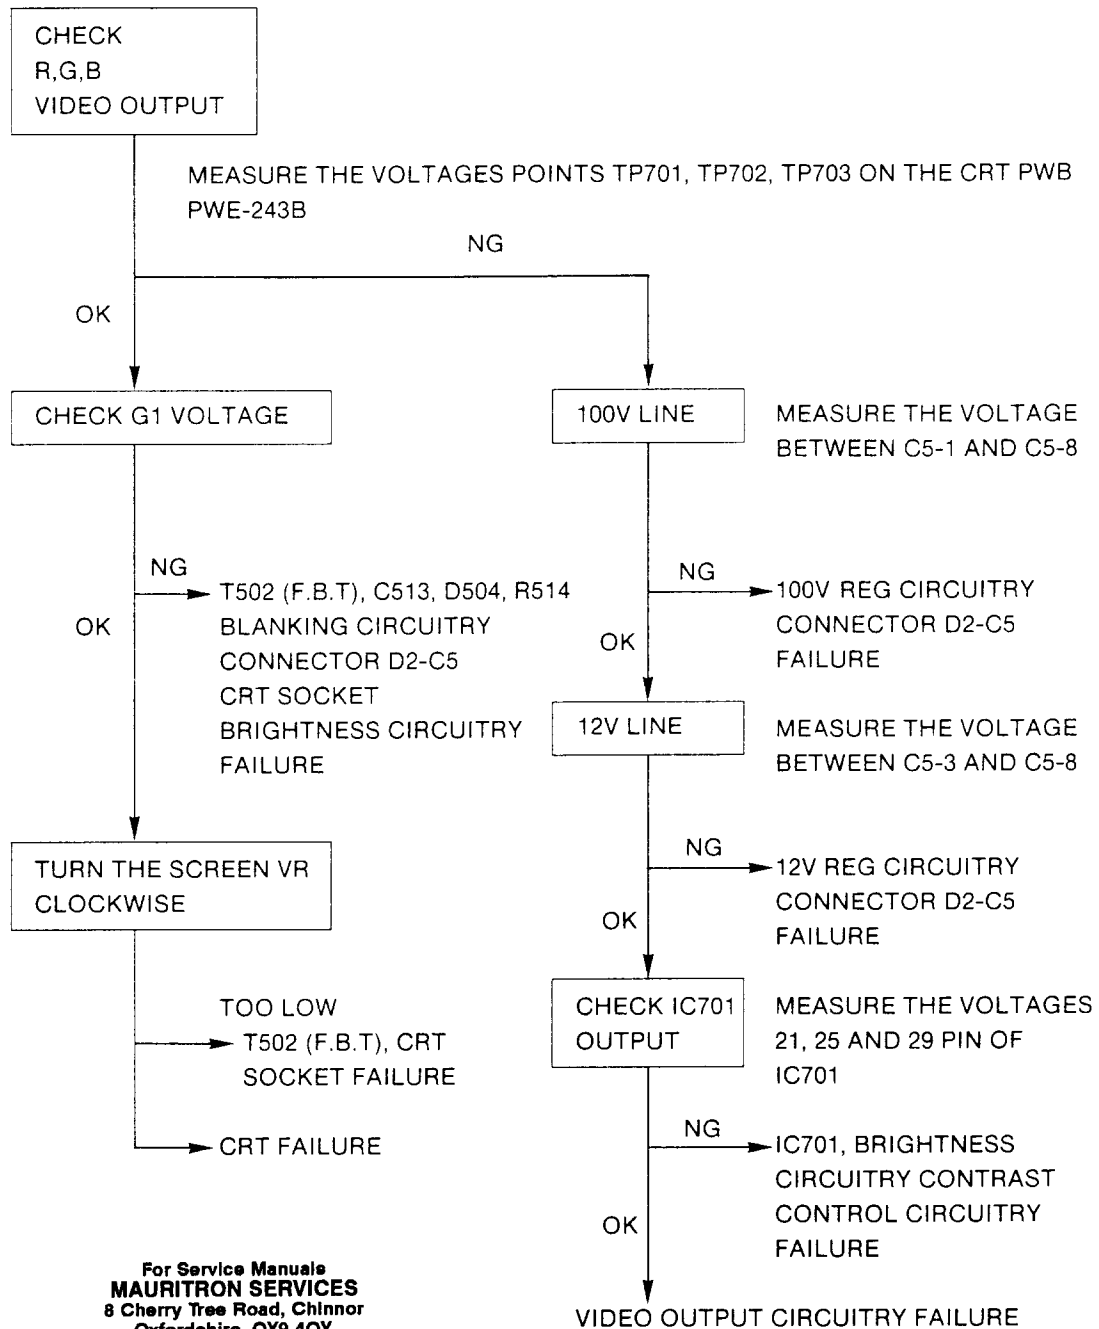 CHECK
R,G,B
VIDEO OUTPUT
MEASURE THE VOLTAGES POINTS TP701, TP702, TP703 ON THE CRT PWB
PWE-243B
NG
OK
CHECK G1 VOLTAGE
100V LINE
MEASURE THE VOLTAGE
BETWEEN C5-1 AND C5-8
NG
T502 (F.B.T), C513, D504, R514
BLANKING CIRCUITRY
CONNECTOR D2-C5
CRT SOCKET
BRIGHTNESS CIRCUITRY
FAILURE
OK
NG
100V REG CIRCUITRY
CONNECTOR D2-C5
FAILURE
OK
12V LINE
MEASURE THE VOLTAGE
BETWEEN C5-3 AND C5-8
TURN THE SCREEN VR
CLOCKWISE
NG
12V REG CIRCUITRY
CONNECTOR D2-C5
FAILURE
OK
TOO LOW
T502 (F.B.T), CRT
SOCKET FAILURE
CRT FAILURE
CHECK IC701
OUTPUT
MEASURE THE VOLTAGES
21, 25 AND 29 PIN OF
IC701
NG
IC701, BRIGHTNESS
CIRCUITRY CONTRAST
CONTROL CIRCUITRY
FAILURE
OK
VIDEO OUTPUT CIRCUITRY FAILURE
For Service Manuals
MAURITRON SERVICES
8 Cherry Tree Road, Chinnor
Oxfordshire, OX9 4QY